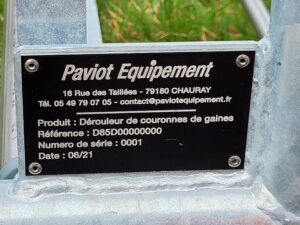 Paviot Equipement
16 Rue des Taillées - 79180 CHAURAY
Tél. 05 49 79 07 05 - contact@paviotequipement.fr
Produit : Dérouleur de couronnes de gaines
Référence : D85D00000000
Numero de série : 0001
Date : 06/21